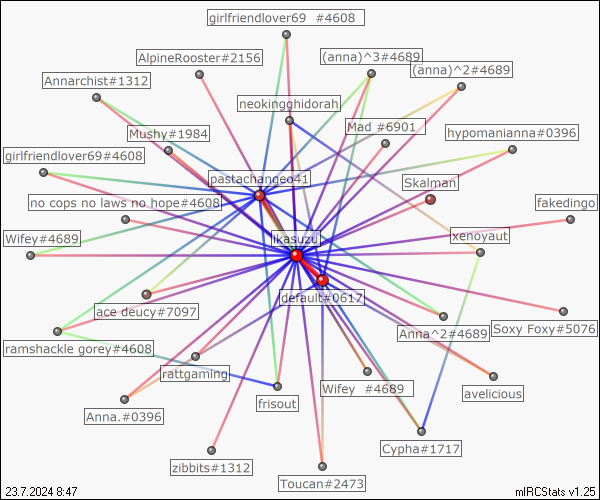 girlfriendlover69 #4608
AlpineRooster#2156
(anna)^3#4689
(anna)^2#4689
Annarchist#1312
neokingghidorah
Mushy#1984
Mad #6901
hypomanianna#0396
girlfriendlover69#4608
pastachangeo41
Skalman
no cops no laws no hope#4608
fakedingo
Wifey#4689
ikasuzu
xenoyaut
default#0617
ace deucy#7097
Anna^2#4689
Soxy Foxy#5076
ramshackle gorey#4608
rattgaming
Wifey #4689
avelicious
Anna.#0396
frisout
Cypha#1717
zibbits#1312
Toucan#2473
23.7.2024 8:47
mIRCStats v1.25